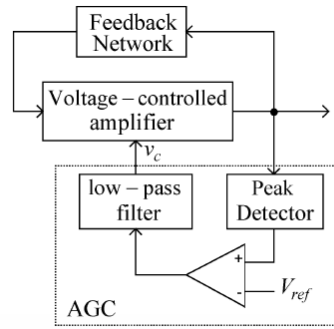 Feedback
Network
Voltage – controlled
amplifier
v_c
low – pass
filter
Peak
Detector
+
-
V_ref
AGC